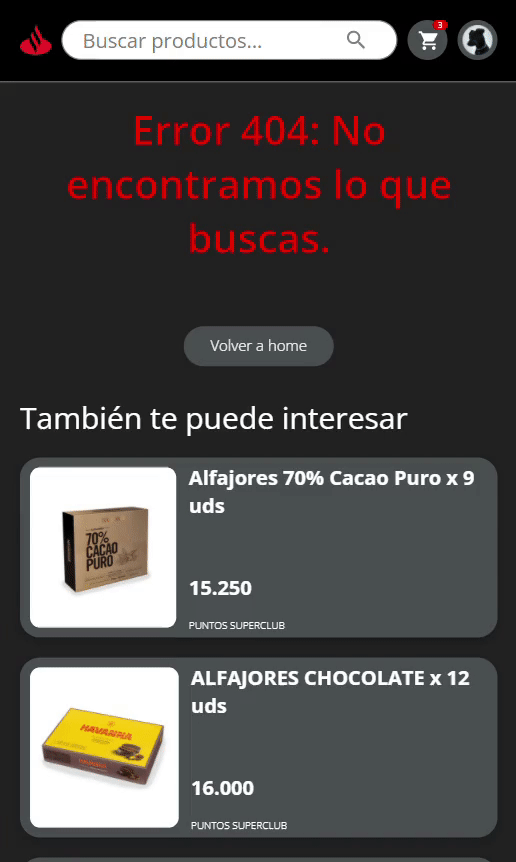 Buscar productos...
3
Error 404: No
encontramos lo que
buscas.
Volver a home
También te puede interesar
70%
CACAO
PURO
Alfajores 70% Cacao Puro x 9
uds
15.250
PUNTOS SUPERCLUB
HAVANNA
ALFAJORES CHOCOLATE x 12
uds
16.000
PUNTOS SUPERCLUB